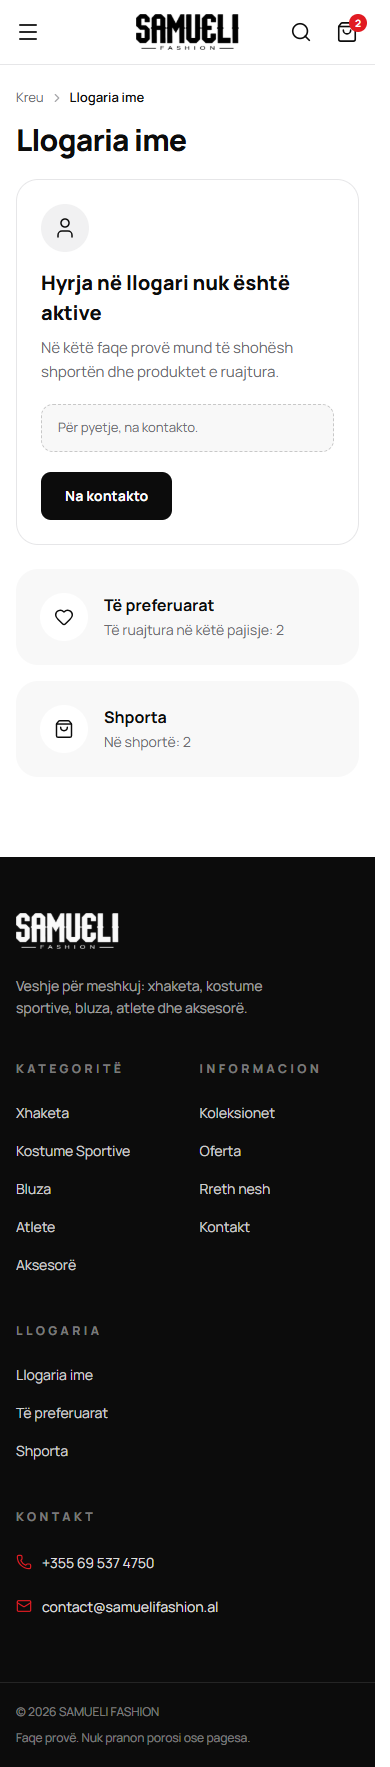 SAMUELI
FASHION
2
Kreu > Llogaria ime
Llogaria ime
Hyrja në llogari nuk është
aktive
Në këtë faqe provë mund të shohësh
shportën dhe produktet e ruajtura.
Për pyetje, na kontakto.
Na kontakto
Të preferuarat
Të ruajtura në këtë pajisje: 2
Shporta
Në shportë: 2
SAMUELI
FASHION
Veshje për meshkuj: xhaketa, kostume
sportive, bluza, atlete dhe aksesorë.
KATEGORITË
Xhaketa
Kostume Sportive
Bluza
Atlete
Aksesorë
INFORMACION
Koleksionet
Oferta
Rreth nesh
Kontakt
LLOGARIA
Llogaria ime
Të preferuarat
Shporta
KONTAKT
+355 69 537 4750
contact@samuelifashion.al
© 2026 SAMUELI FASHION
Faqe provë. Nuk pranon porosi ose pagesa.